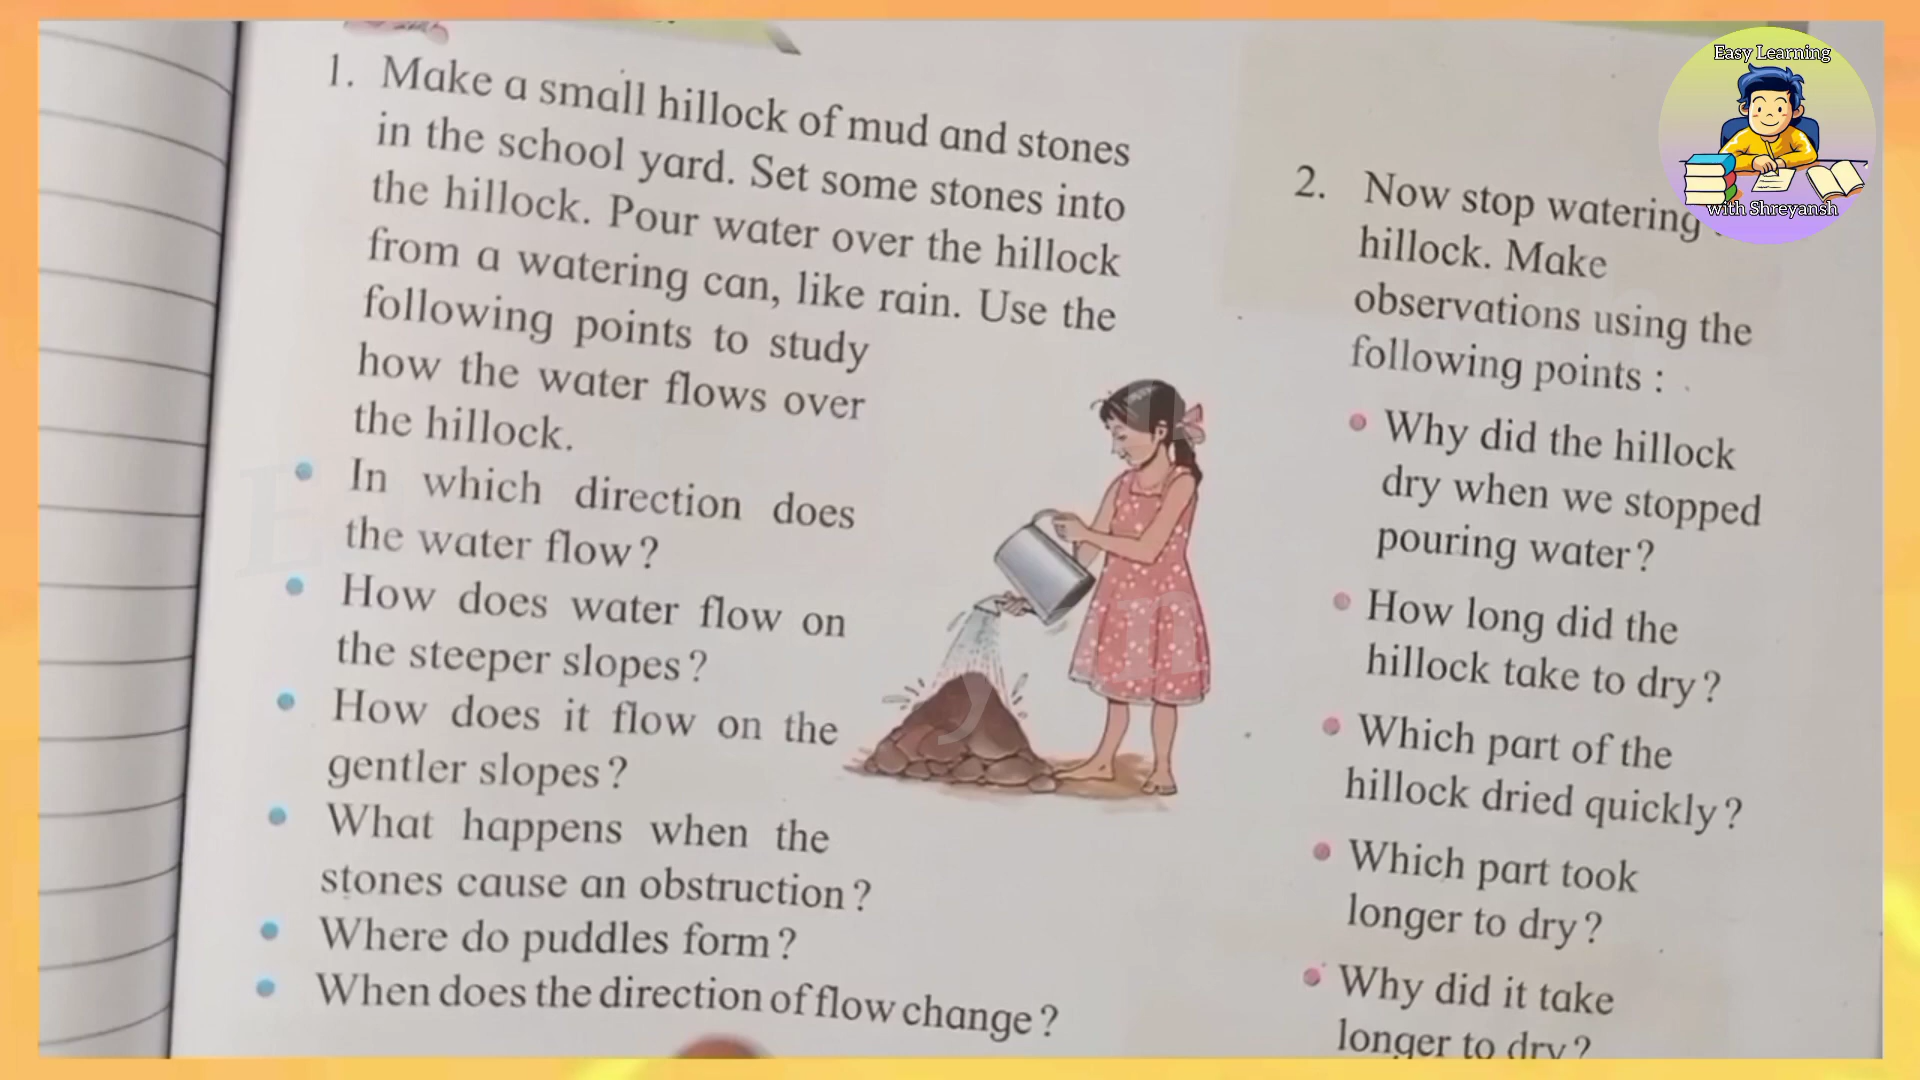 1. Make a small hillock of mud and stones
in the school yard. Set some stones into
the hillock. Pour water over the hillock
from a watering can, like rain. Use the
following points to study
how the water flows over
the hillock.
• In which direction does
the water flow?
• How does water flow on
the steeper slopes?
• How does it flow on the
gentler slopes?
• What happens when the
stones cause an obstruction?
• Where do puddles form?
• When does the direction of flow change?
Easy Learning
with Shreyansh
2. Now stop watering
hillock. Make
observations using the
following points :
• Why did the hillock
dry when we stopped
pouring water?
• How long did the
hillock take to dry?
• Which part of the
hillock dried quickly?
• Which part took
longer to dry?
• Why did it take
longer to dry?